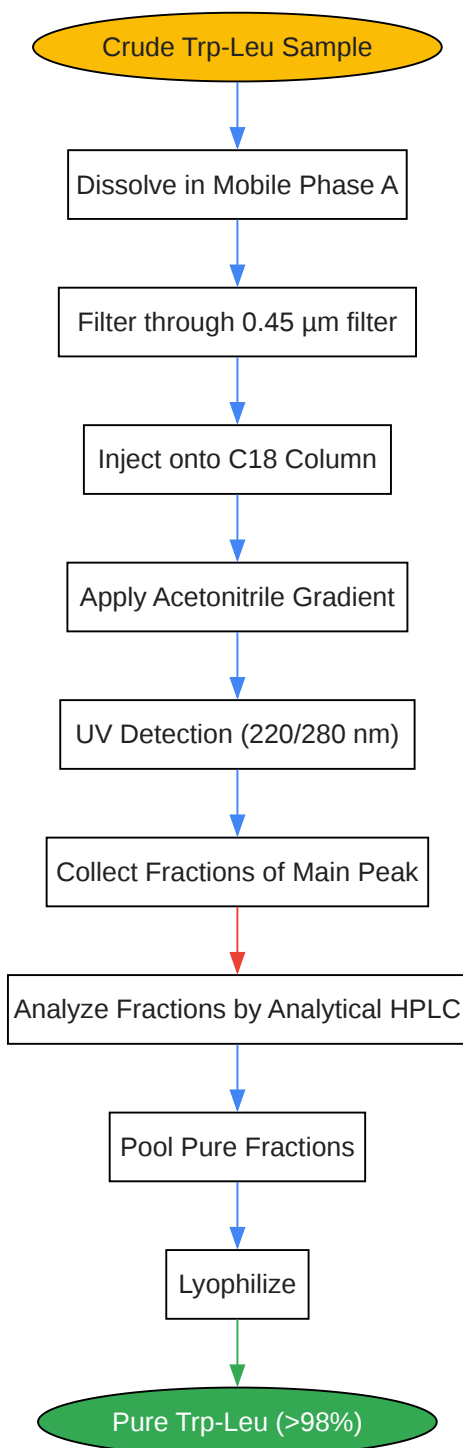 Crude Trp-Leu Sample
Dissolve in Mobile Phase A
Filter through 0.45 µm filter
Inject onto C18 Column
Apply Acetonitrile Gradient
UV Detection (220/280 nm)
Collect Fractions of Main Peak
Analyze Fractions by Analytical HPLC
Pool Pure Fractions
Lyophilize
Pure Trp-Leu (>98%)